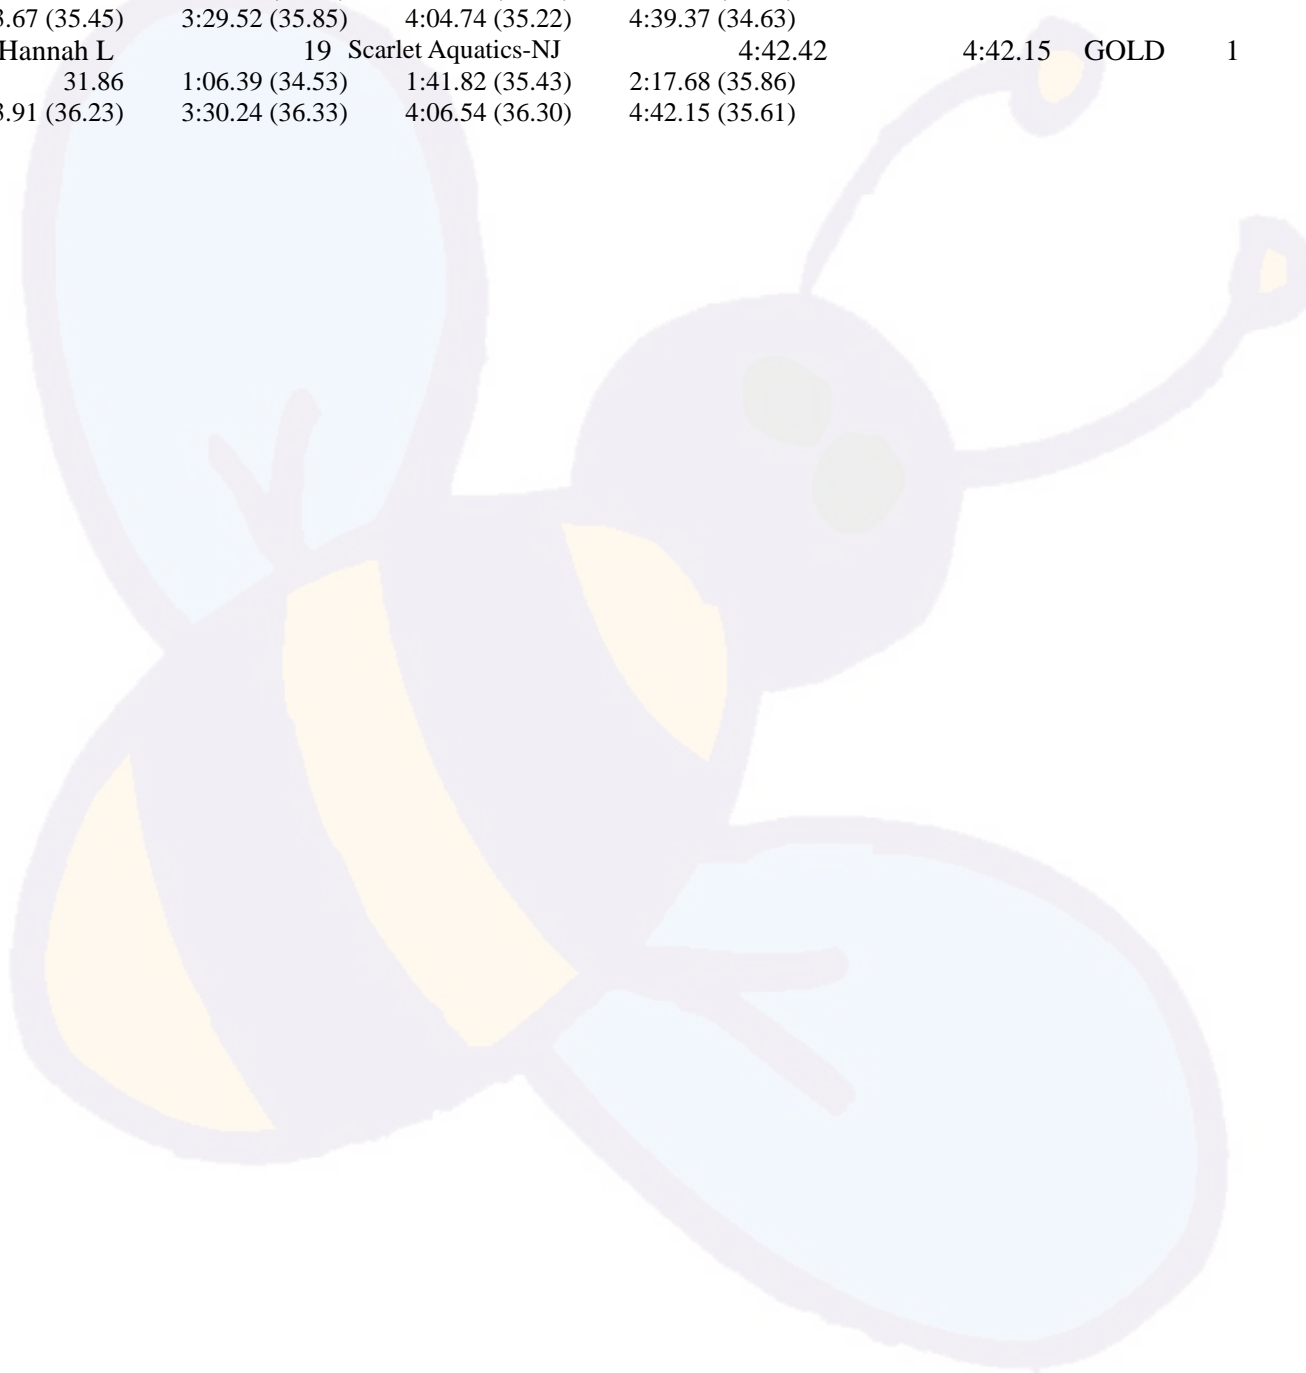 .67 (35.45) 3:29.52 (35.85) 4:04.74 (35.22) 4:39.37 (34.63)
Hannah L 19 Scarlet Aquatics-NJ 4:42.42 4:42.15 GOLD 1
31.86 1:06.39 (34.53) 1:41.82 (35.43) 2:17.68 (35.86)
.91 (36.23) 3:30.24 (36.33) 4:06.54 (36.30) 4:42.15 (35.61)